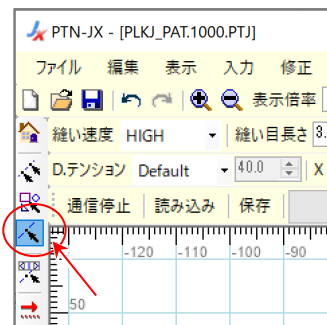 PTN-JX - [PLKJ_PAT.1000.PTJ]
ファイル 編集 表示 入力 修正
表示倍率
縫い速度 HIGH 縫い目長さ 3.
D.テンション Default 40.0 X
通信停止 読み込み 保存
-120 -110 -100 -90
50